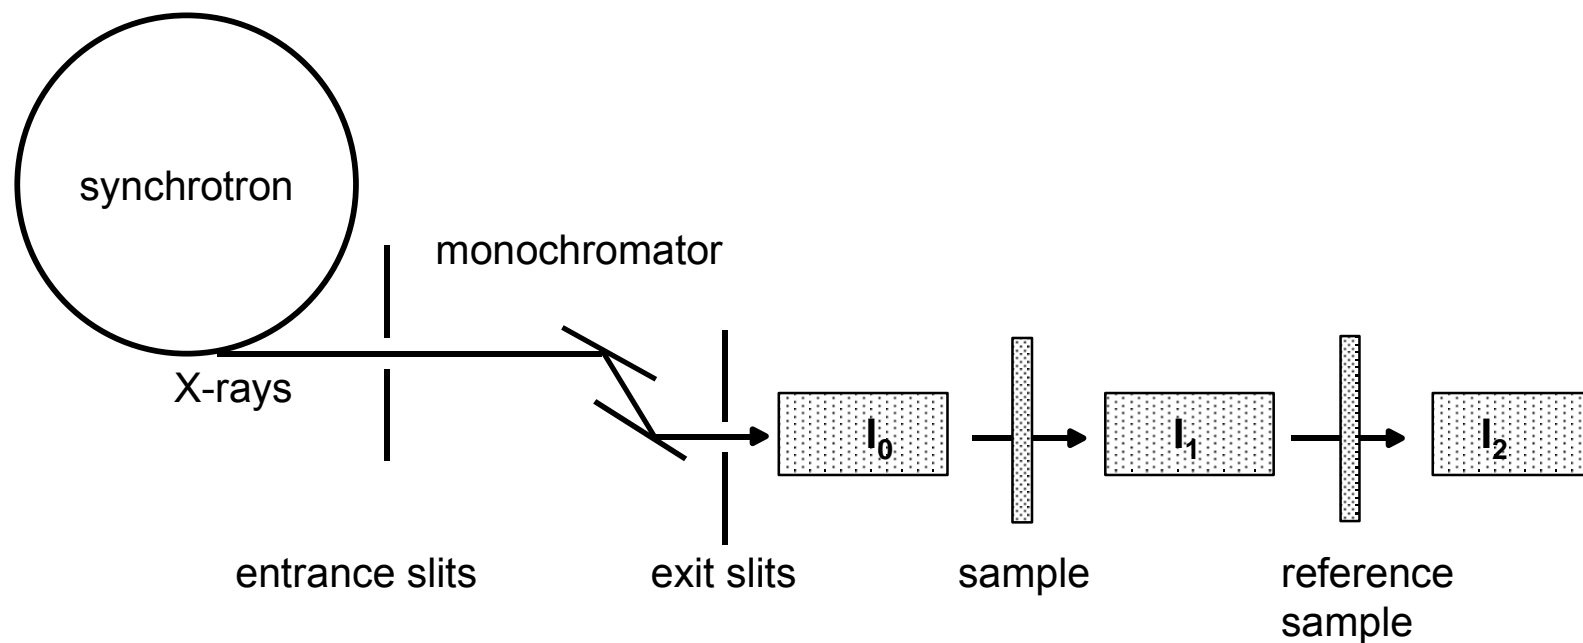 synchrotron
monochromator
X-rays
I₀
I₁
I₂
entrance slits
exit slits
sample
reference
sample